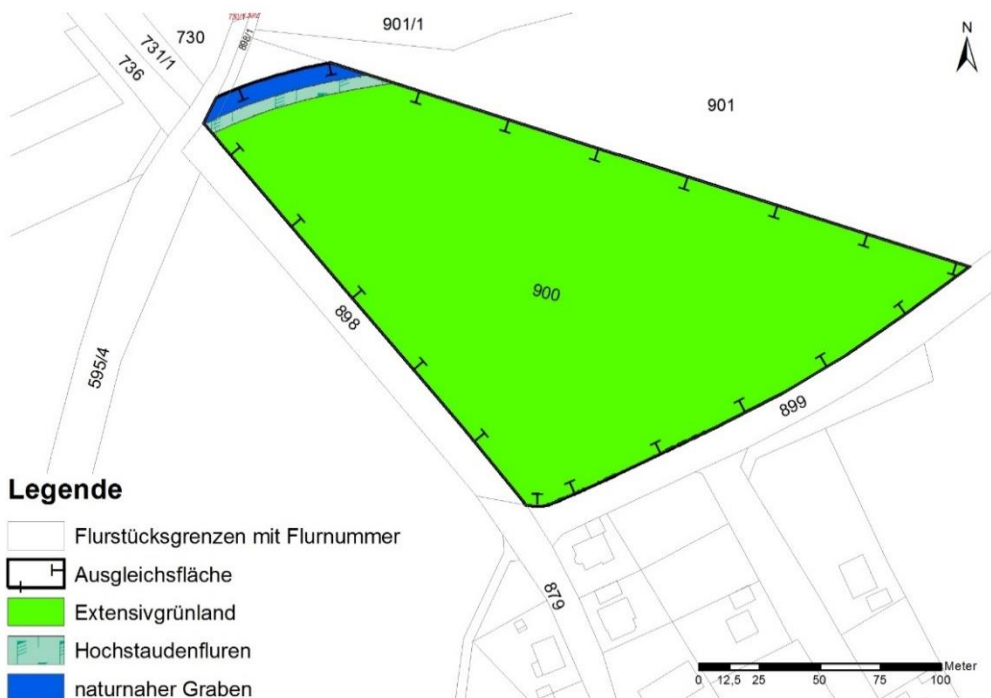 901/1
N
730
898/1
731/1
736
901
900
898
595/4
899
879
Legende
Flurstücksgrenzen mit Flurnummer
Ausgleichsfläche
Extensivgrünland
Hochstaudenfluren
naturnaher Graben
Meter
0 12,5 25 50 75 100